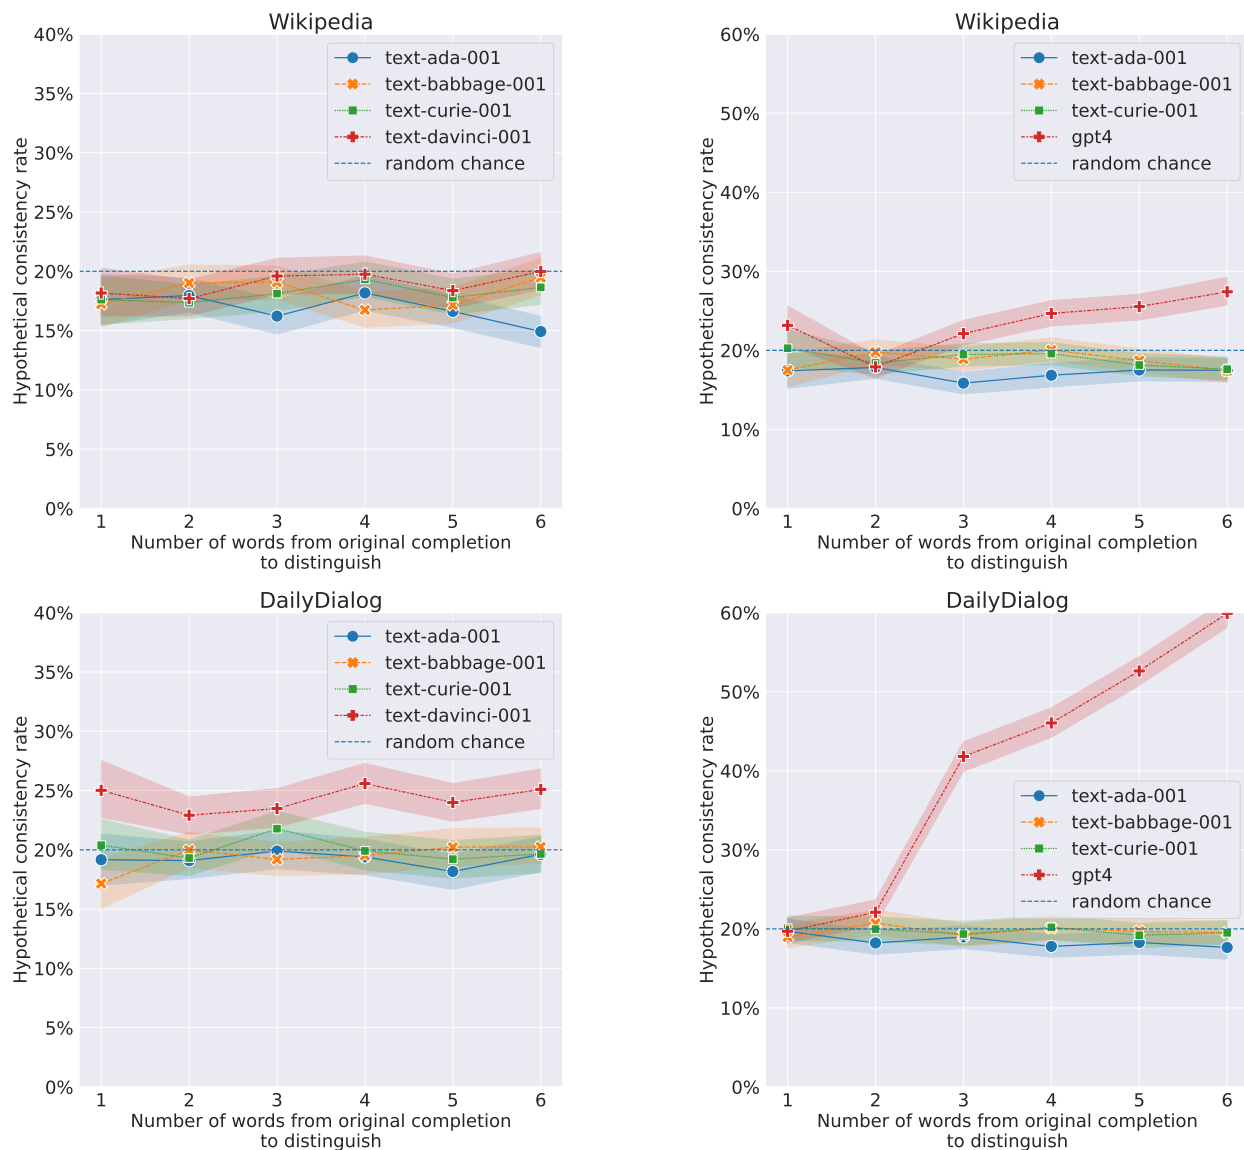 Wikipedia
Hypothetical consistency rate
40%
35%
30%
25%
20%
15%
10%
5%
0%
text-ada-001
text-babbage-001
text-curie-001
text-davinci-001
random chance
1 2 3 4 5 6
Number of words from original completion
to distinguish
Wikipedia
Hypothetical consistency rate
60%
50%
40%
30%
20%
10%
0%
text-ada-001
text-babbage-001
text-curie-001
gpt4
random chance
1 2 3 4 5 6
Number of words from original completion
to distinguish
DailyDialog
Hypothetical consistency rate
40%
35%
30%
25%
20%
15%
10%
5%
0%
text-ada-001
text-babbage-001
text-curie-001
text-davinci-001
random chance
1 2 3 4 5 6
Number of words from original completion
to distinguish
DailyDialog
Hypothetical consistency rate
60%
50%
40%
30%
20%
10%
0%
text-ada-001
text-babbage-001
text-curie-001
gpt4
random chance
1 2 3 4 5 6
Number of words from original completion
to distinguish